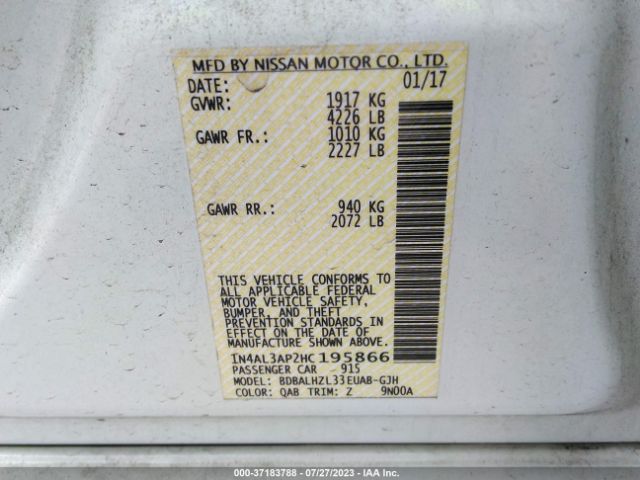 MFD BY NISSAN MOTOR CO., LTD.
DATE: 01/17
GVWR: 1917 KG
4226 LB
GAWR FR.: 1010 KG
2227 LB
GAWR RR.: 940 KG
2072 LB
THIS VEHICLE CONFORMS TO
ALL APPLICABLE FEDERAL
MOTOR VEHICLE SAFETY,
BUMPER, AND THEFT
PREVENTION STANDARDS IN
EFFECT ON THE DATE OF
MANUFACTURE SHOWN ABOVE.
1N4AL3AP2HC195866
PASSENGER CAR 915
MODEL: BDBALHZL33EUAB-GJH
COLOR: QAB TRIM: Z 9N00A
000-37183788 - 07/27/2023 - IAA Inc.